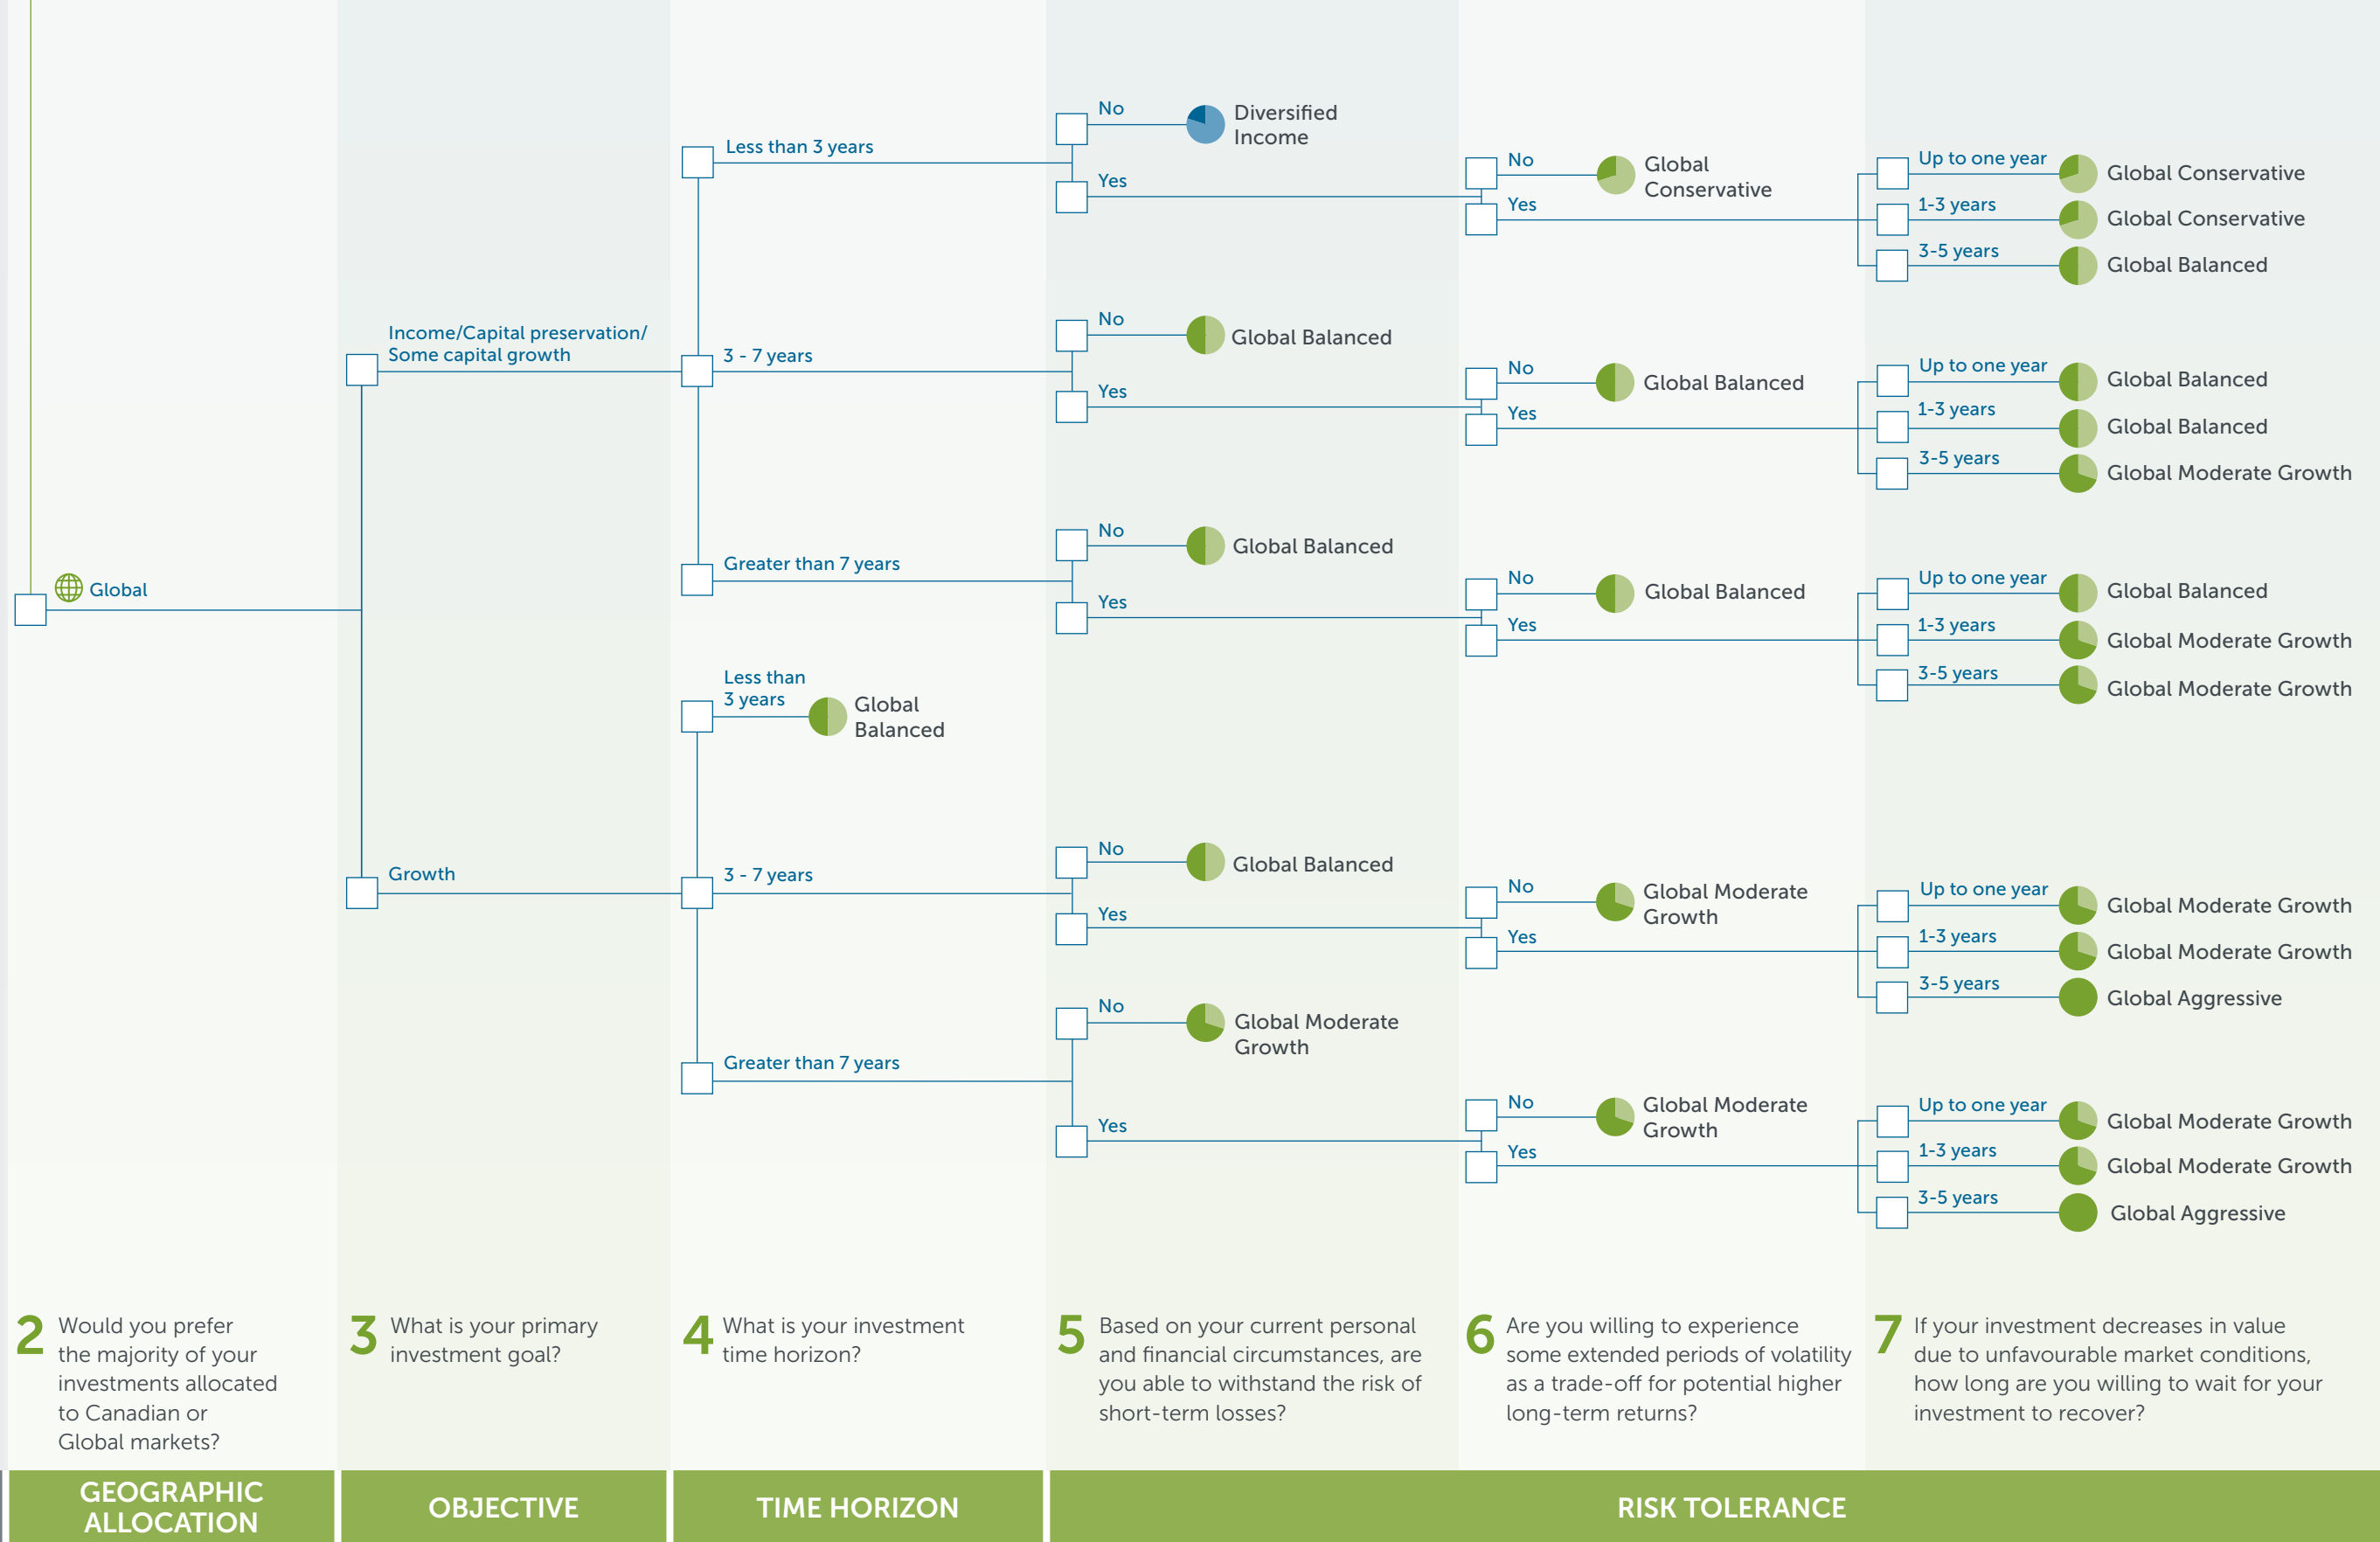 No
Diversified
Income
Less than 3 years
Yes
No
Global
Conservative
Yes
Up to one year
Global Conservative
1-3 years
Global Conservative
3-5 years
Global Balanced
Income/Capital preservation/
Some capital growth
3 - 7 years
No
Global Balanced
Yes
No
Global Balanced
Yes
Up to one year
Global Balanced
1-3 years
Global Balanced
3-5 years
Global Moderate Growth
Greater than 7 years
No
Global Balanced
Yes
No
Global Balanced
Yes
Up to one year
Global Balanced
1-3 years
Global Moderate Growth
3-5 years
Global Moderate Growth
Global
Less than
3 years
Global
Balanced
Growth
3 - 7 years
No
Global Balanced
Yes
No
Global Moderate
Growth
Yes
Up to one year
Global Moderate Growth
1-3 years
Global Moderate Growth
3-5 years
Global Aggressive
Greater than 7 years
No
Global Moderate
Growth
Yes
No
Global Moderate
Growth
Yes
Up to one year
Global Moderate Growth
1-3 years
Global Moderate Growth
3-5 years
Global Aggressive
2 Would you prefer
the majority of your
investments allocated
to Canadian or
Global markets?
3 What is your primary
investment goal?
4 What is your investment
time horizon?
5 Based on your current personal
and financial circumstances, are
you able to withstand the risk of
short-term losses?
6 Are you willing to experience
some extended periods of volatility
as a trade-off for potential higher
long-term returns?
7 If your investment decreases in value
due to unfavourable market conditions,
how long are you willing to wait for your
investment to recover?
GEOGRAPHIC
ALLOCATION
OBJECTIVE
TIME HORIZON
RISK TOLERANCE